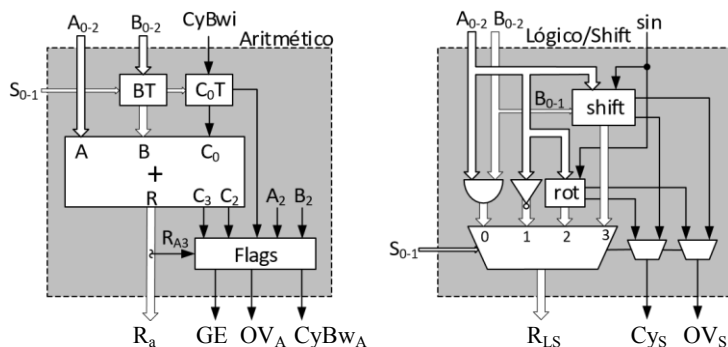 A0-2 B0-2 CyBwi
Aritmético
S0-1
BT C0T
A B C0
+
R
C3 C2 A2 B2
RA3
Flags
Ra GE OVA CyBwA
A0-2 B0-2 sin
Lógico/Shift
B0-1
shift
rot
0 1 2 3
S0-1
RLS CyS OVS